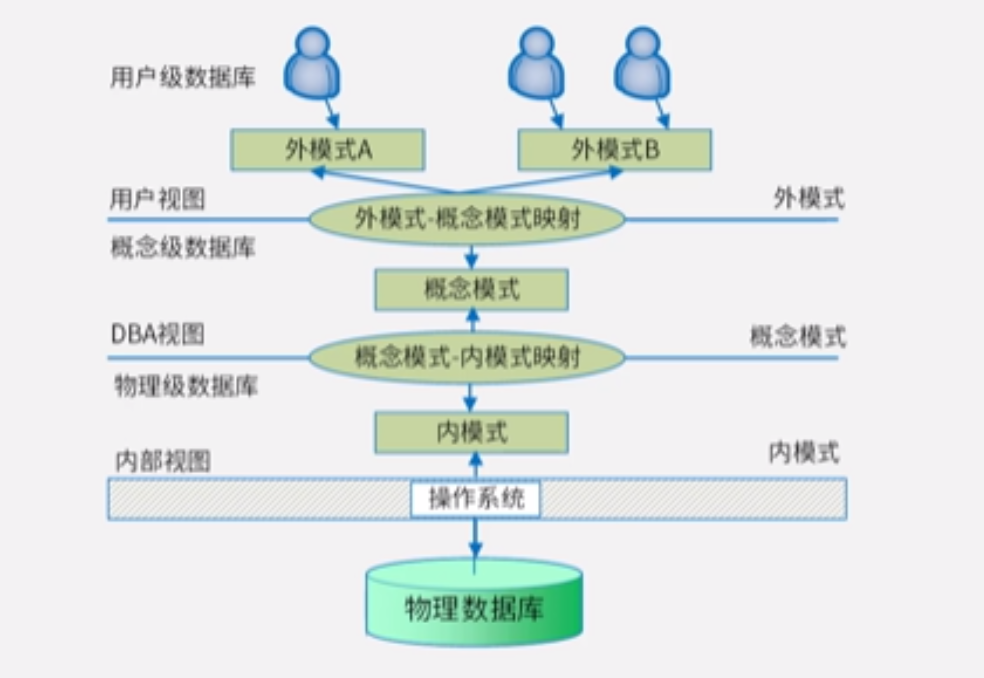 用户级数据库
外模式A
外模式B
用户视图
外模式
外模式-概念模式映射
概念级数据库
概念模式
DBA视图
概念模式
概念模式-内模式映射
物理级数据库
内模式
内部视图
内模式
操作系统
物理数据库